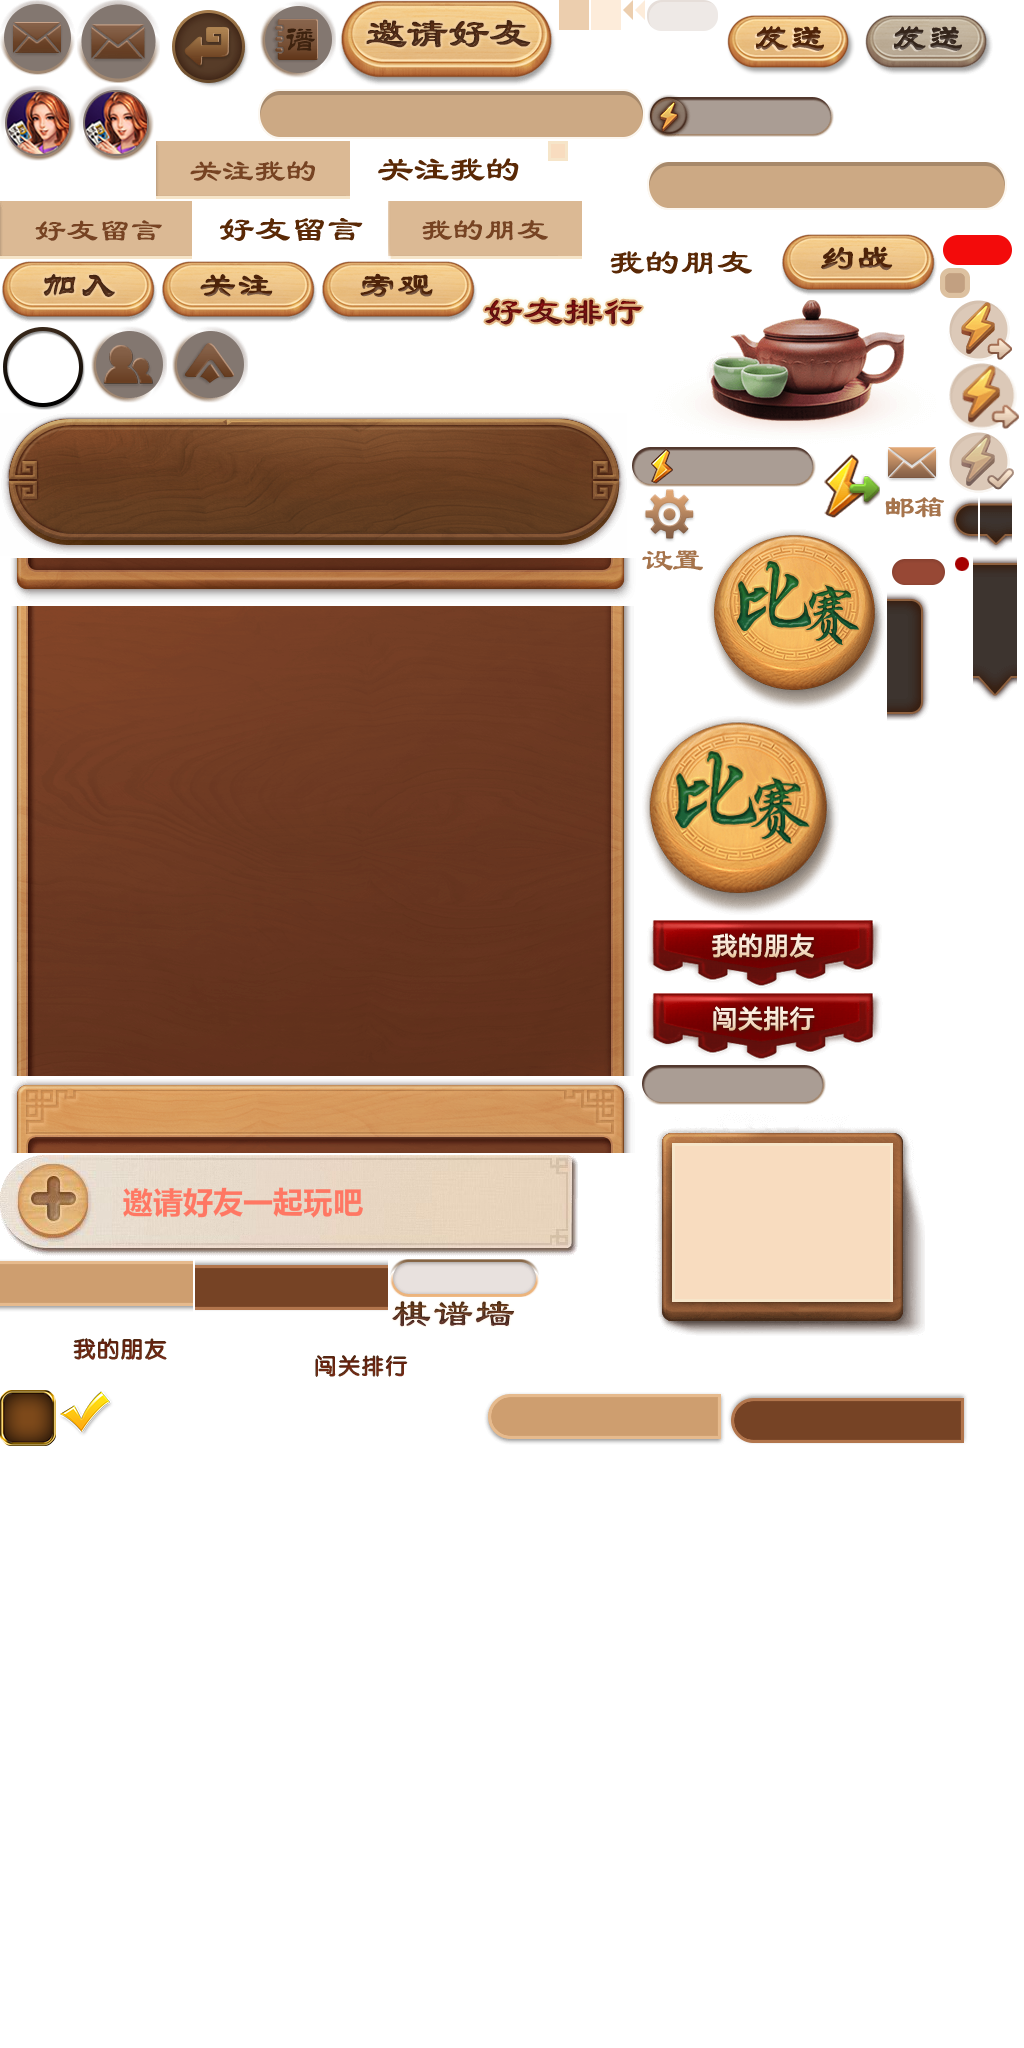 谱
邀请好友
发送
发送
关注我的
关注我的
好友留言
好友留言
我的朋友
我的朋友
约战
加入
关注
旁观
好友排行
邮箱
设置
比赛
比赛
我的朋友
闯关排行
邀请好友一起玩吧
棋谱墙
我的朋友
闯关排行